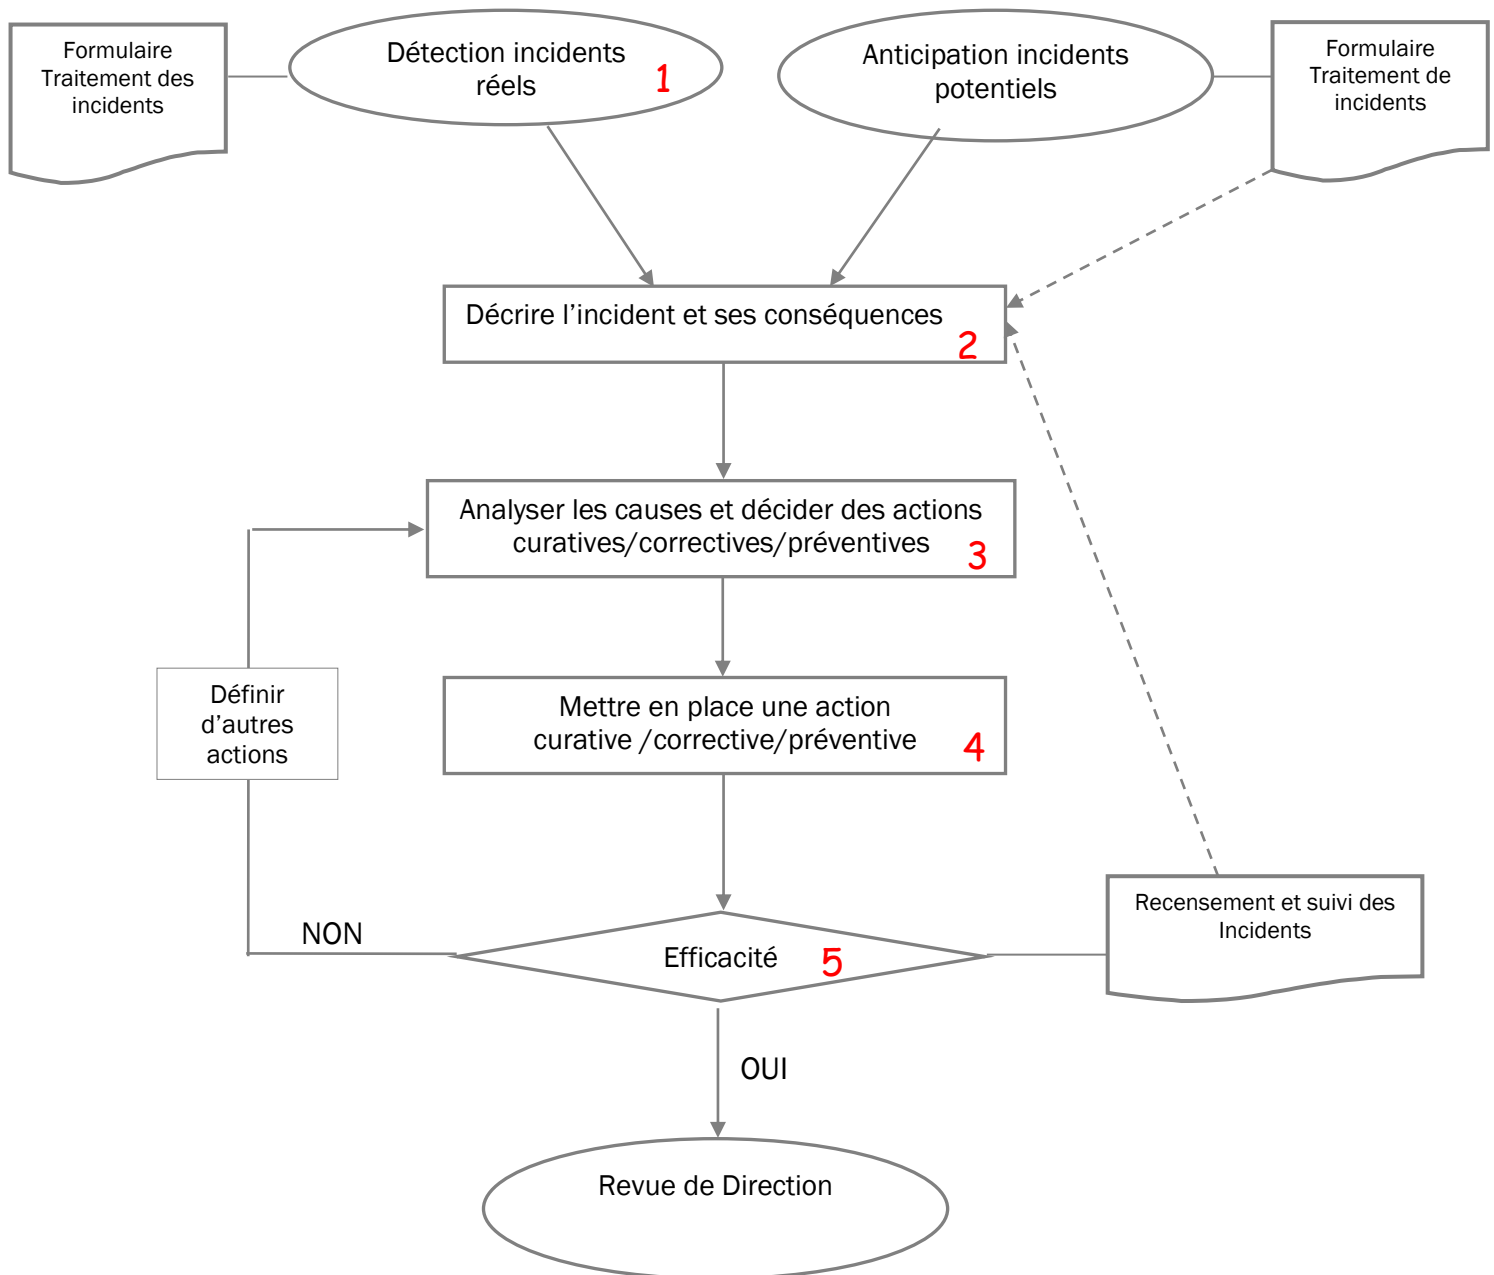 Formulaire
Traitement des
incidents
Détection incidents
réels 1
Anticipation incidents
potentiels
Formulaire
Traitement de
incidents
Décrire l’incident et ses conséquences
2
Analyser les causes et décider des actions
curatives/correctives/préventives 3
Définir
d’autres
actions
Mettre en place une action
curative /corrective/préventive 4
NON
Efficacité 5
Recensement et suivi des
Incidents
OUI
Revue de Direction